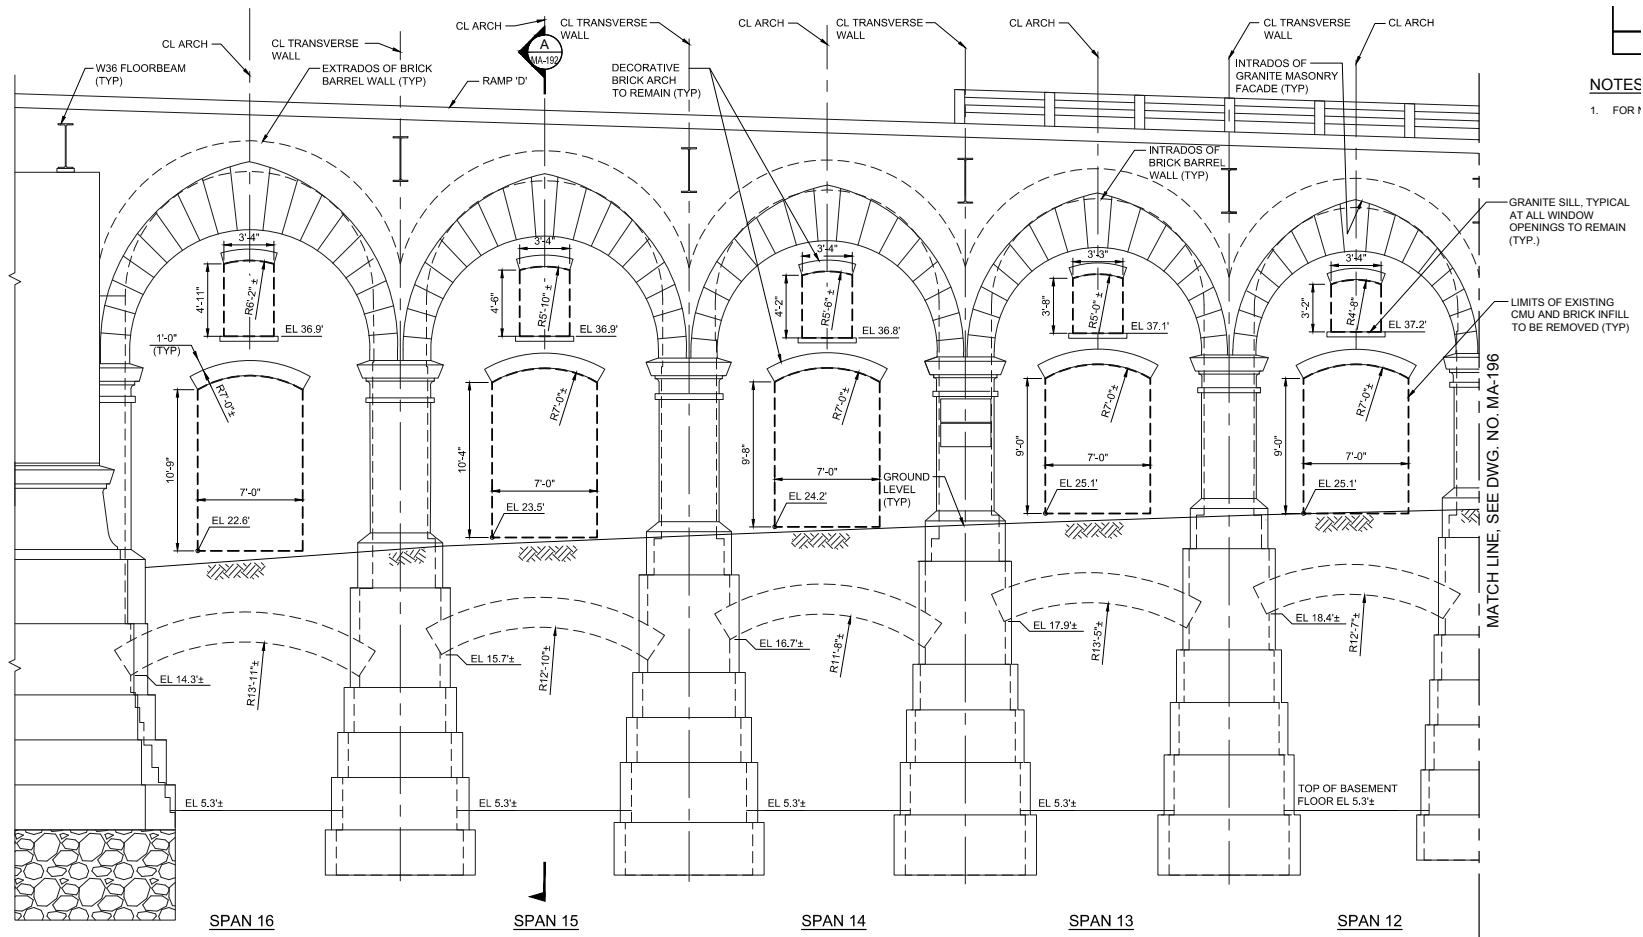 CL ARCH
CL TRANSVERSE
WALL
CL ARCH
CL TRANSVERSE
WALL
CL ARCH
CL TRANSVERSE
WALL
CL ARCH
CL TRANSVERSE
WALL
CL ARCH
A
MA-192
W36 FLOORBEAM
(TYP)
EXTRADOS OF BRICK
BARREL WALL (TYP)
RAMP 'D'
DECORATIVE
BRICK ARCH
TO REMAIN (TYP)
INTRADOS OF
GRANITE MASONRY
FACADE (TYP)
NOTES
1. FOR
INTRADOS OF
BRICK BARREL
WALL (TYP)
GRANITE SILL, TYPICAL
AT ALL WINDOW
OPENINGS TO REMAIN
(TYP.)
LIMITS OF EXISTING
CMU AND BRICK INFILL
TO BE REMOVED (TYP)
3'-4"
3'-4"
3'-4"
3'-3"
3'-4"
4'-11"
R6'-2" ±
EL 36.9'
4'-6"
R5'-10" ±
EL 36.9'
4'-2"
R5'-6" ±
EL 36.8'
3'-8"
R5'-0" ±
EL 37.1'
3'-2"
R4'-8"
EL 37.2'
1'-0"
(TYP)
R7'-0"±
R7'-0"±
R7'-0"±
R7'-0"±
R7'-0"±
10'-9"
7'-0"
EL 22.6'
10'-4"
7'-0"
EL 23.5'
9'-8"
7'-0"
EL 24.2'
GROUND
LEVEL
(TYP)
9'-0"
7'-0"
EL 25.1'
9'-0"
7'-0"
EL 25.1'
MATCH LINE, SEE DWG. NO. MA-196
EL 14.3'±
R13'-11"±
EL 15.7'±
R12'-10"±
EL 16.7'±
R11'-8"±
EL 17.9'±
R13'-5"±
EL 18.4'±
R12'-7"±
EL 5.3'±
EL 5.3'±
EL 5.3'±
EL 5.3'±
TOP OF BASEMENT
FLOOR EL 5.3'±
SPAN 16
SPAN 15
SPAN 14
SPAN 13
SPAN 12